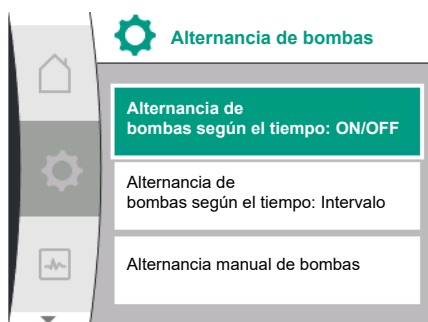 Alternancia de bombas
Alternancia de
bombas según el tiempo: ON/OFF
Alternancia de
bombas según el tiempo: Intervalo
Alternancia manual de bombas